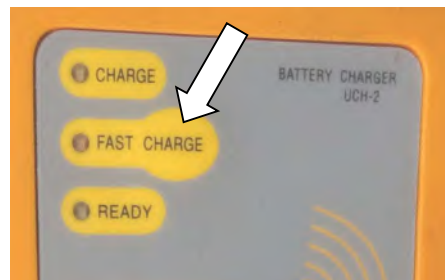 CHARGE
BATTERY CHARGER
UCH-2
FAST CHARGE
READY